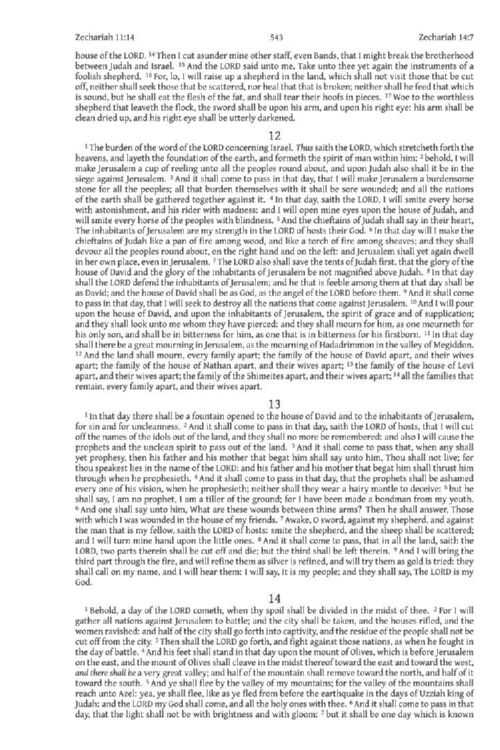 Zechariah 11:14 543 Zechariah 14:7
house of the LORD. 14 Then I cut asunder mine other staff, even Bands, that I might break the brotherhood
between Judah and Israel. 15 And the LORD said unto me, Take unto thee yet again the instruments of a
foolish shepherd. 16 For, lo, I will raise up a shepherd in the land, which shall not visit those that be cut
off, neither shall seek those that be scattered, nor heal that that is broken; neither shall he feed that which
is sound, but he shall eat the flesh of the fat, and shall tear their hoofs in pieces. 17 Woe to the worthless
shepherd that leaveth the flock, the sword shall be upon his arm, and upon his right eye: his arm shall be
clean dried up, and his right eye shall be utterly darkened.
12
1 The burden of the word of the LORD concerning Israel. Thus saith the LORD, which stretcheth forth the
heavens, and layeth the foundation of the earth, and formeth the spirit of man within him: 2 behold, I will
make Jerusalem a cup of reeling unto all the peoples round about, and upon Judah also shall it be in the
siege against Jerusalem. 3 And it shall come to pass in that day, that I will make Jerusalem a burdensome
stone for all the peoples; all that burden themselves with it shall be sore wounded; and all the nations
of the earth shall be gathered together against it. 4 In that day, saith the LORD, I will smite every horse
with astonishment, and his rider with madness: and I will open mine eyes upon the house of Judah, and
will smite every horse of the peoples with blindness. 5 And the chieftains of Judah shall say in their heart,
The inhabitants of Jerusalem are my strength in the LORD of hosts their God. 6 In that day will I make the
chieftains of Judah like a pan of fire among wood, and like a torch of fire among sheaves; and they shall
devour all the peoples round about, on the right hand and on the left: and Jerusalem shall yet again dwell
in her own place, even in Jerusalem. 7 The LORD also shall save the tents of Judah first, that the glory of the
house of David and the glory of the inhabitants of Jerusalem be not magnified above Judah. 8 In that day
shall the LORD defend the inhabitants of Jerusalem; and he that is feeble among them at that day shall be
as David; and the house of David shall be as God, as the angel of the LORD before them. 9 And it shall come
to pass in that day, that I will seek to destroy all the nations that come against Jerusalem. 10 And I will pour
upon the house of David, and upon the inhabitants of Jerusalem, the spirit of grace and of supplication;
and they shall look unto me whom they have pierced: and they shall mourn for him, as one mourneth for
his only son, and shall be in bitterness for him, as one that is in bitterness for his firstborn. 11 In that day
shall there be a great mourning in Jerusalem, as the mourning of Hadadrimmon in the valley of Megiddon.
12 And the land shall mourn, every family apart; the family of the house of David apart, and their wives
apart; the family of the house of Nathan apart, and their wives apart; 13 the family of the house of Levi
apart, and their wives apart; the family of the Shimeites apart, and their wives apart; 14 all the families that
remain, every family apart, and their wives apart.
13
1 In that day there shall be a fountain opened to the house of David and to the inhabitants of Jerusalem,
for sin and for uncleanness. 2 And it shall come to pass in that day, saith the LORD of hosts, that I will cut
off the names of the idols out of the land, and they shall no more be remembered: and also I will cause the
prophets and the unclean spirit to pass out of the land. 3 And it shall come to pass that, when any shall
yet prophesy, then his father and his mother that begat him shall say unto him, Thou shalt not live; for
thou speakest lies in the name of the LORD: and his father and his mother that begat him shall thrust him
through when he prophesieth. 4 And it shall come to pass in that day, that the prophets shall be ashamed
every one of his vision, when he prophesieth; neither shall they wear a hairy mantle to deceive: 5 but he
shall say, I am no prophet, I am a tiller of the ground; for I have been made a bondman from my youth.
6 And one shall say unto him, What are these wounds between thine arms? Then he shall answer, Those
with which I was wounded in the house of my friends. 7 Awake, O sword, against my shepherd, and against
the man that is my fellow, saith the LORD of hosts: smite the shepherd, and the sheep shall be scattered;
and I will turn mine hand upon the little ones. 8 And it shall come to pass, that in all the land, saith the
LORD, two parts therein shall be cut off and die; but the third shall be left therein. 9 And I will bring the
third part through the fire, and will refine them as silver is refined, and will try them as gold is tried: they
shall call on my name, and I will hear them: I will say, It is my people; and they shall say, The LORD is my
God.
14
1 Behold, a day of the LORD cometh, when thy spoil shall be divided in the midst of thee. 2 For I will
gather all nations against Jerusalem to battle; and the city shall be taken, and the houses rifled, and the
women ravished: and half of the city shall go forth into captivity, and the residue of the people shall not be
cut off from the city. 3 Then shall the LORD go forth, and fight against those nations, as when he fought in
the day of battle. 4 And his feet shall stand in that day upon the mount of Olives, which is before Jerusalem
on the east, and the mount of Olives shall cleave in the midst thereof toward the east and toward the west,
and there shall be a very great valley; and half of the mountain shall remove toward the north, and half of it
toward the south. 5 And ye shall flee by the valley of my mountains; for the valley of the mountains shall
reach unto Azel: yea, ye shall flee, like as ye fled from before the earthquake in the days of Uzziah king of
Judah: and the LORD my God shall come, and all the holy ones with thee. 6 And it shall come to pass in that
day, that the light shall not be with brightness and with gloom: 7 but it shall be one day which is known